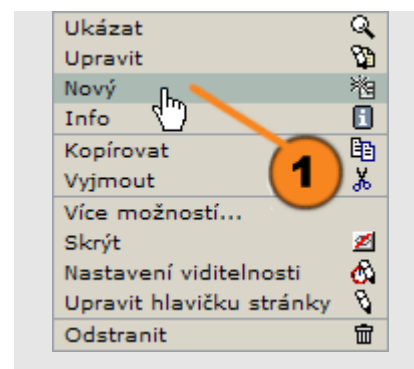 Ukázat
Upravit
Nový
Info
Kopírovat
Vyjmout
Více možností...
Skrýt
Nastavení viditelnosti
Upravit hlavičku stránky
Odstranit
1